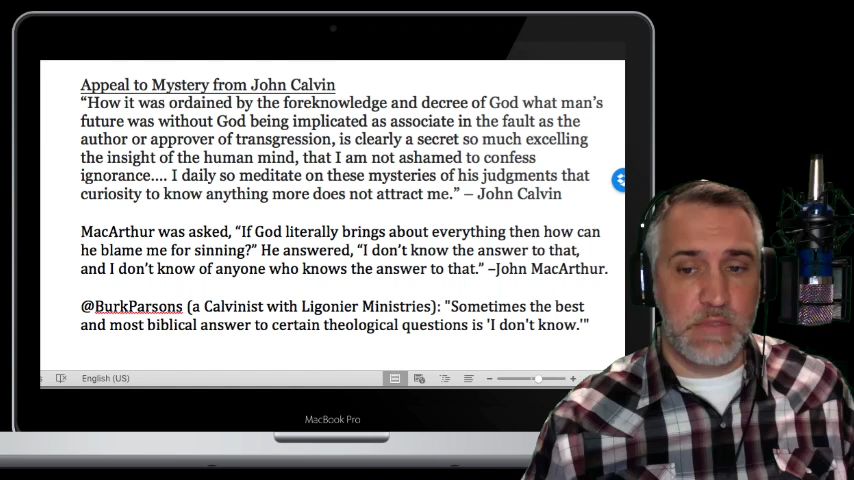 Appeal to Mystery from John Calvin
“How it was ordained by the foreknowledge and decree of God what man’s
future was without God being implicated as associate in the fault as the
author or approver of transgression, is clearly a secret so much excelling
the insight of the human mind, that I am not ashamed to confess
ignorance…. I daily so meditate on these mysteries of his judgments that
curiosity to know anything more does not attract me.” – John Calvin
MacArthur was asked, “If God literally brings about everything then how can
he blame me for sinning?” He answered, “I don’t know the answer to that,
and I don’t know of anyone who knows the answer to that.” –John MacArthur.
@BurkParsons (a Calvinist with Ligonier Ministries): "Sometimes the best
and most biblical answer to certain theological questions is 'I don't know.'"
English (US)
MacBook Pro